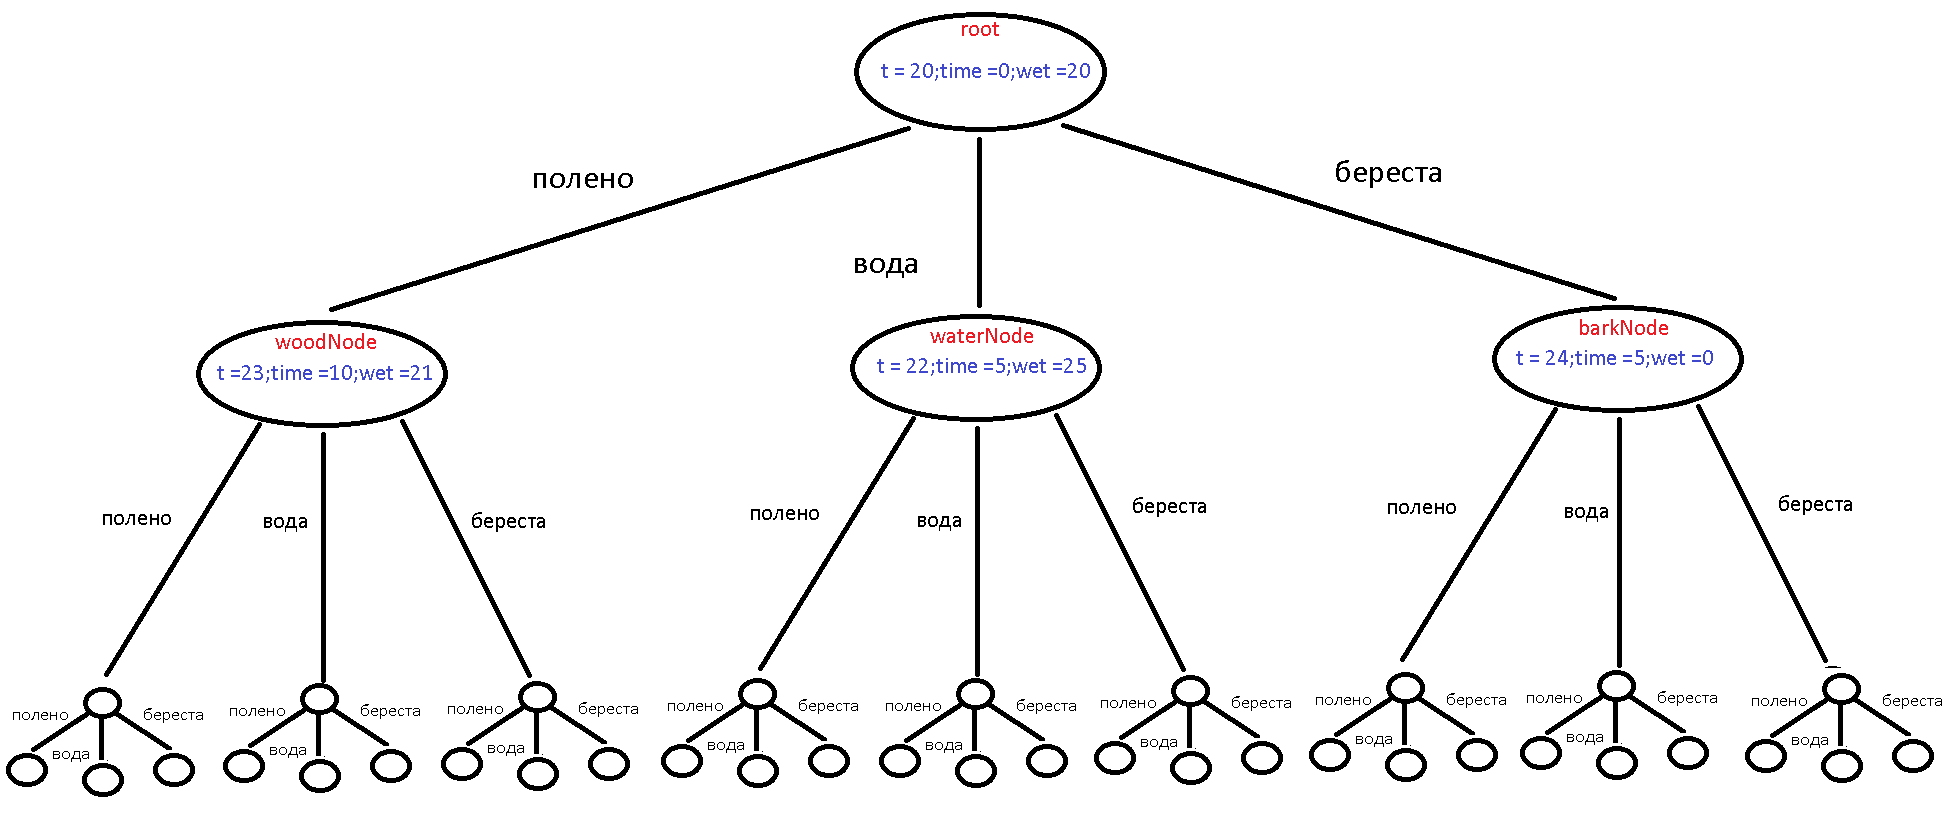 root
t = 20;time =0;wet =20
полено
вода
береста
woodNode
t =23;time =10;wet =21
waterNode
t = 22;time =5;wet =25
barkNode
t = 24;time =5;wet =0
полено
вода
береста
полено
вода
береста
полено
вода
береста
полено
вода
береста
полено
вода
береста
полено
вода
береста
полено
вода
береста
полено
вода
береста
полено
вода
береста
полено
вода
береста
полено
вода
береста
полено
вода
береста